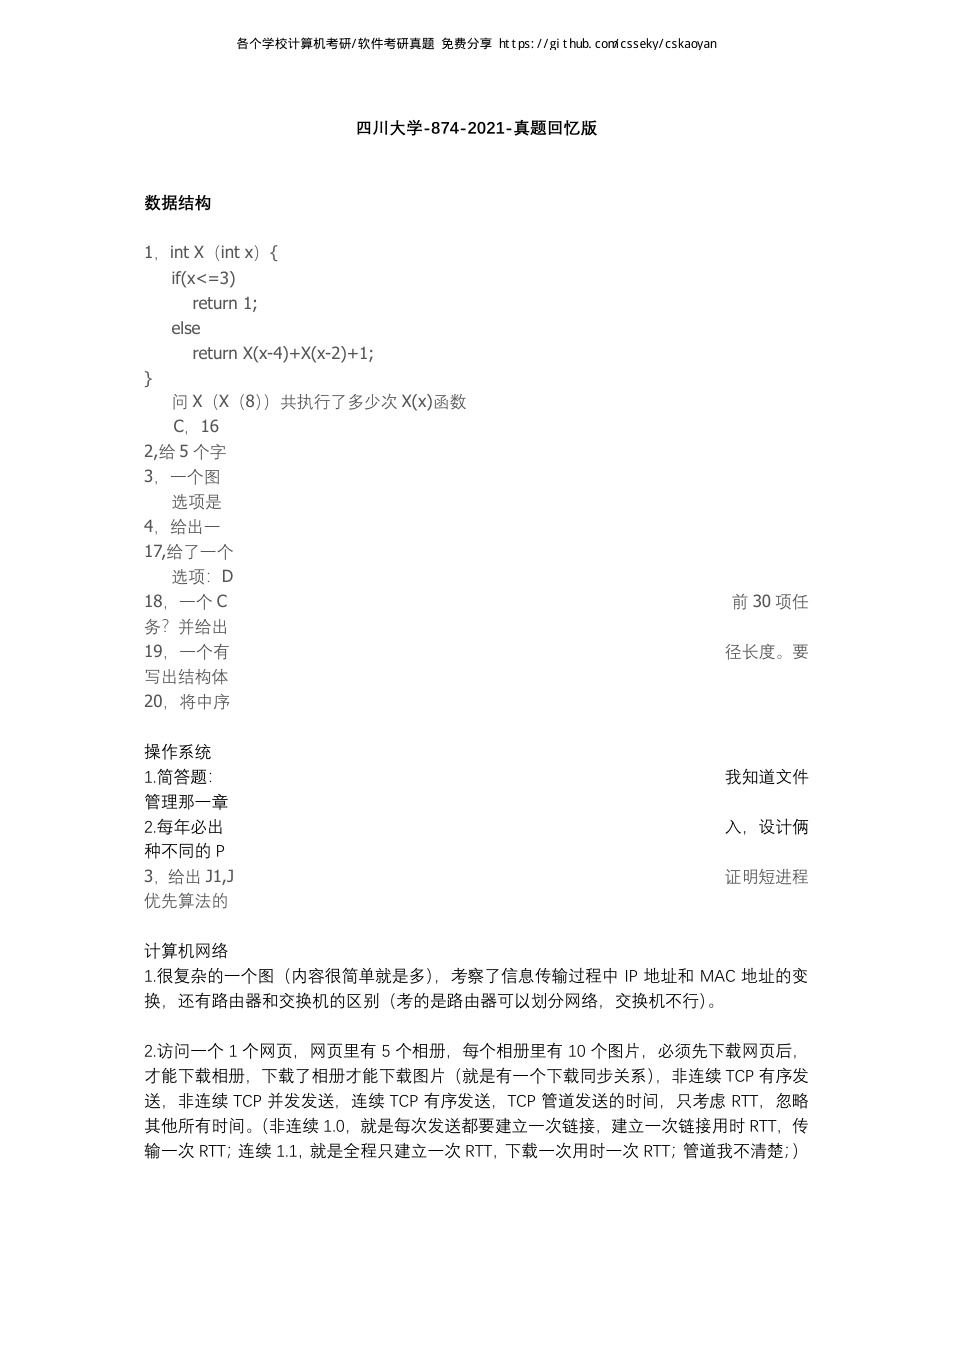 各个学校计算机考研/软件考研真题 免费分享 https://github.com/csseky/cskaoyan
四川大学-874-2021-真题回忆版
数据结构
1，int X（int x）{
if(x<=3)
return 1;
else
return X(x-4)+X(x-2)+1;
}
问 X（X（8））共执行了多少次 X(x)函数
C，16
2,给 5 个字
3，一个图
选项是
4，给出一
17,给了一个
选项：D
18，一个 C 前 30 项任
务？并给出
19，一个有 径长度。要
写出结构体
20，将中序
操作系统
1.简答题： 我知道文件
管理那一章
2.每年必出 入，设计俩
种不同的 P
3，给出 J1,J 证明短进程
优先算法的
计算机网络
1.很复杂的一个图（内容很简单就是多），考察了信息传输过程中 IP 地址和 MAC 地址的变
换，还有路由器和交换机的区别（考的是路由器可以划分网络，交换机不行）。
2.访问一个 1 个网页，网页里有 5 个相册，每个相册里有 10 个图片，必须先下载网页后，
才能下载相册，下载了相册才能下载图片（就是有一个下载同步关系），非连续 TCP 有序发
送，非连续 TCP 并发发送，连续 TCP 有序发送，TCP 管道发送的时间，只考虑 RTT，忽略
其他所有时间。（非连续 1.0，就是每次发送都要建立一次链接，建立一次链接用时 RTT，传
输一次 RTT；连续 1.1，就是全程只建立一次 RTT，下载一次用时一次 RTT；管道我不清楚；）